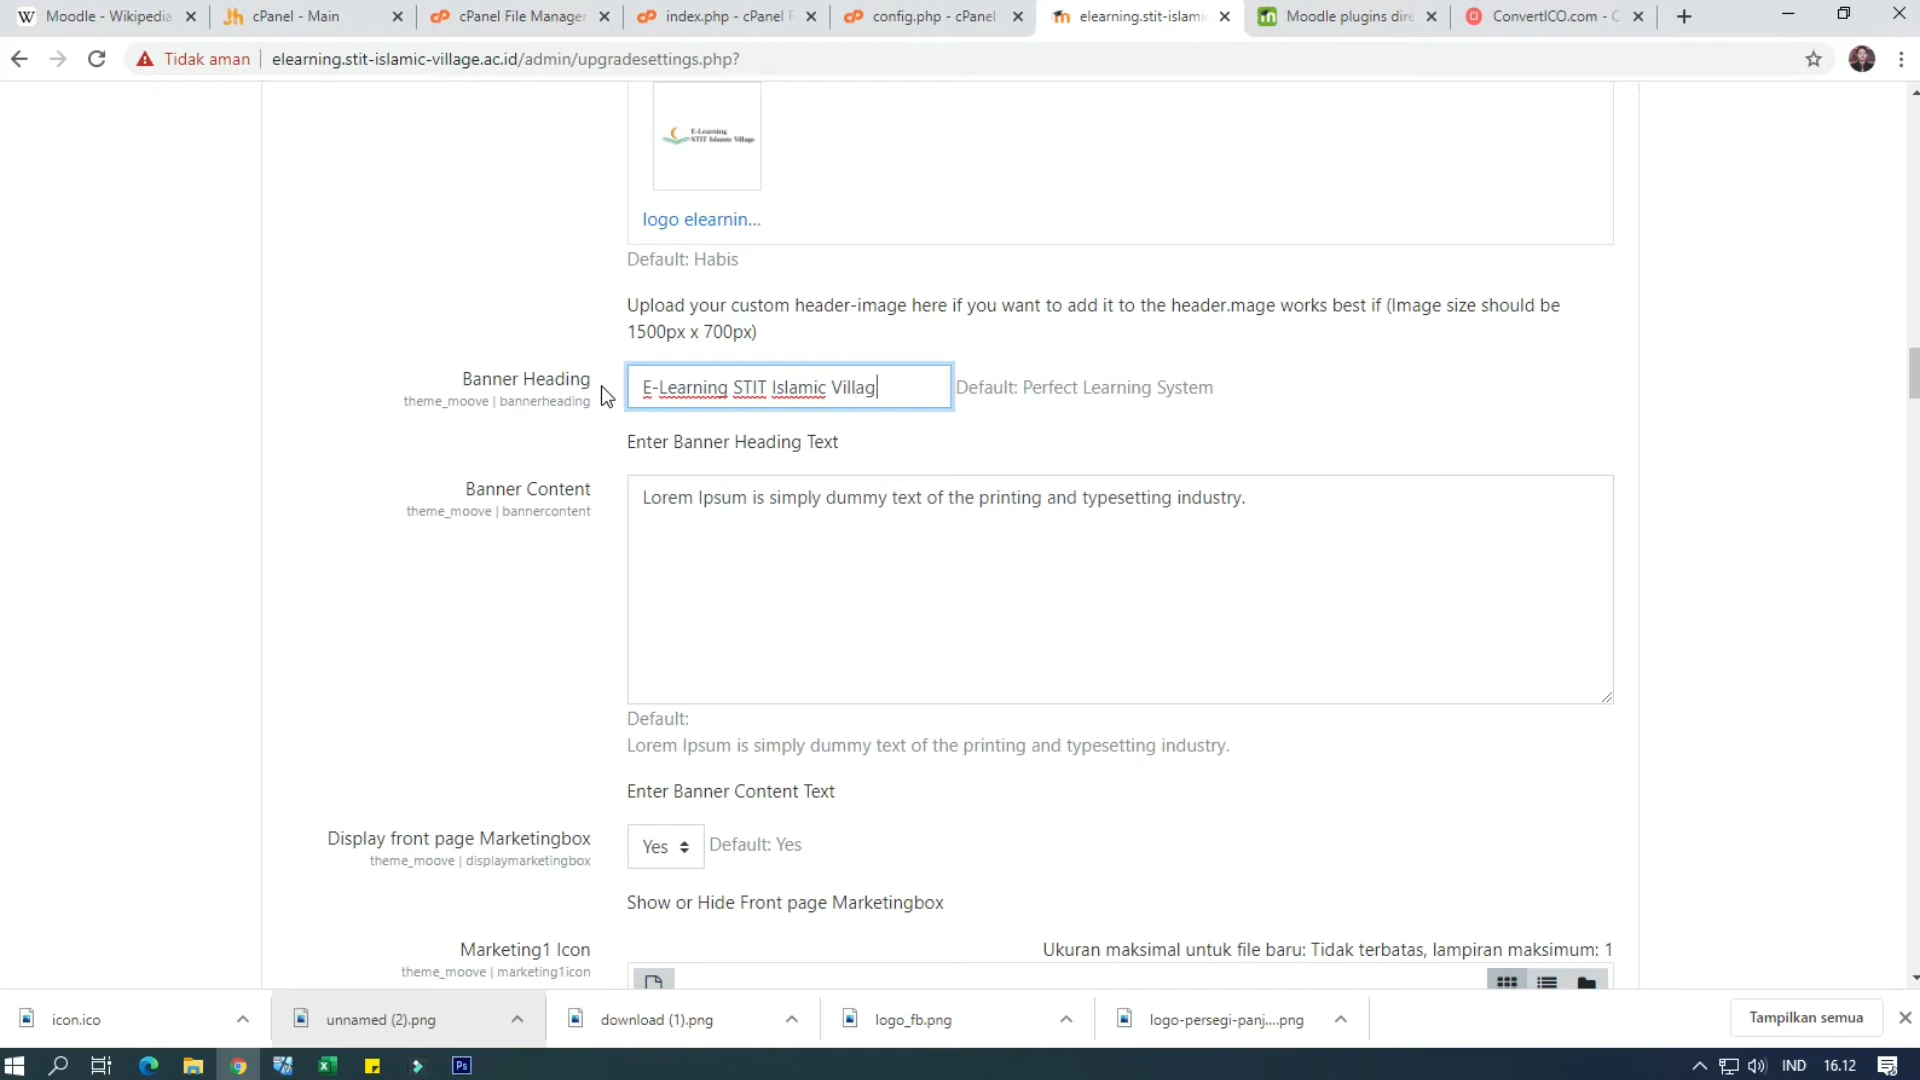 Moodle - Wikipedia
cPanel - Main
cPanel File Manager
index.php - cPanel F
config.php - cPanel
elearning.stit-islamic
Moodle plugins dire
ConvertICO.com - C
Tidak aman
elearning.stit-islamic-village.ac.id/admin/upgradesettings.php?
E-Learning
STIT Islamic Village
logo elearnin...
Default: Habis
Upload your custom header-image here if you want to add it to the header.mage works best if (Image size should be
1500px x 700px)
Banner Heading
theme_moove | bannerheading
E-Learning STIT Islamic Villag
Default: Perfect Learning System
Enter Banner Heading Text
Banner Content
theme_moove | bannercontent
Lorem Ipsum is simply dummy text of the printing and typesetting industry.
Default:
Lorem Ipsum is simply dummy text of the printing and typesetting industry.
Enter Banner Content Text
Display front page Marketingbox
theme_moove | displaymarketingbox
Yes
Default: Yes
Show or Hide Front page Marketingbox
Marketing1 Icon
theme_moove | marketing1icon
Ukuran maksimal untuk file baru: Tidak terbatas, lampiran maksimum: 1
icon.ico
unnamed (2).png
download (1).png
logo_fb.png
logo-persegi-panj....png
Tampilkan semua
Ps
IND
16.12